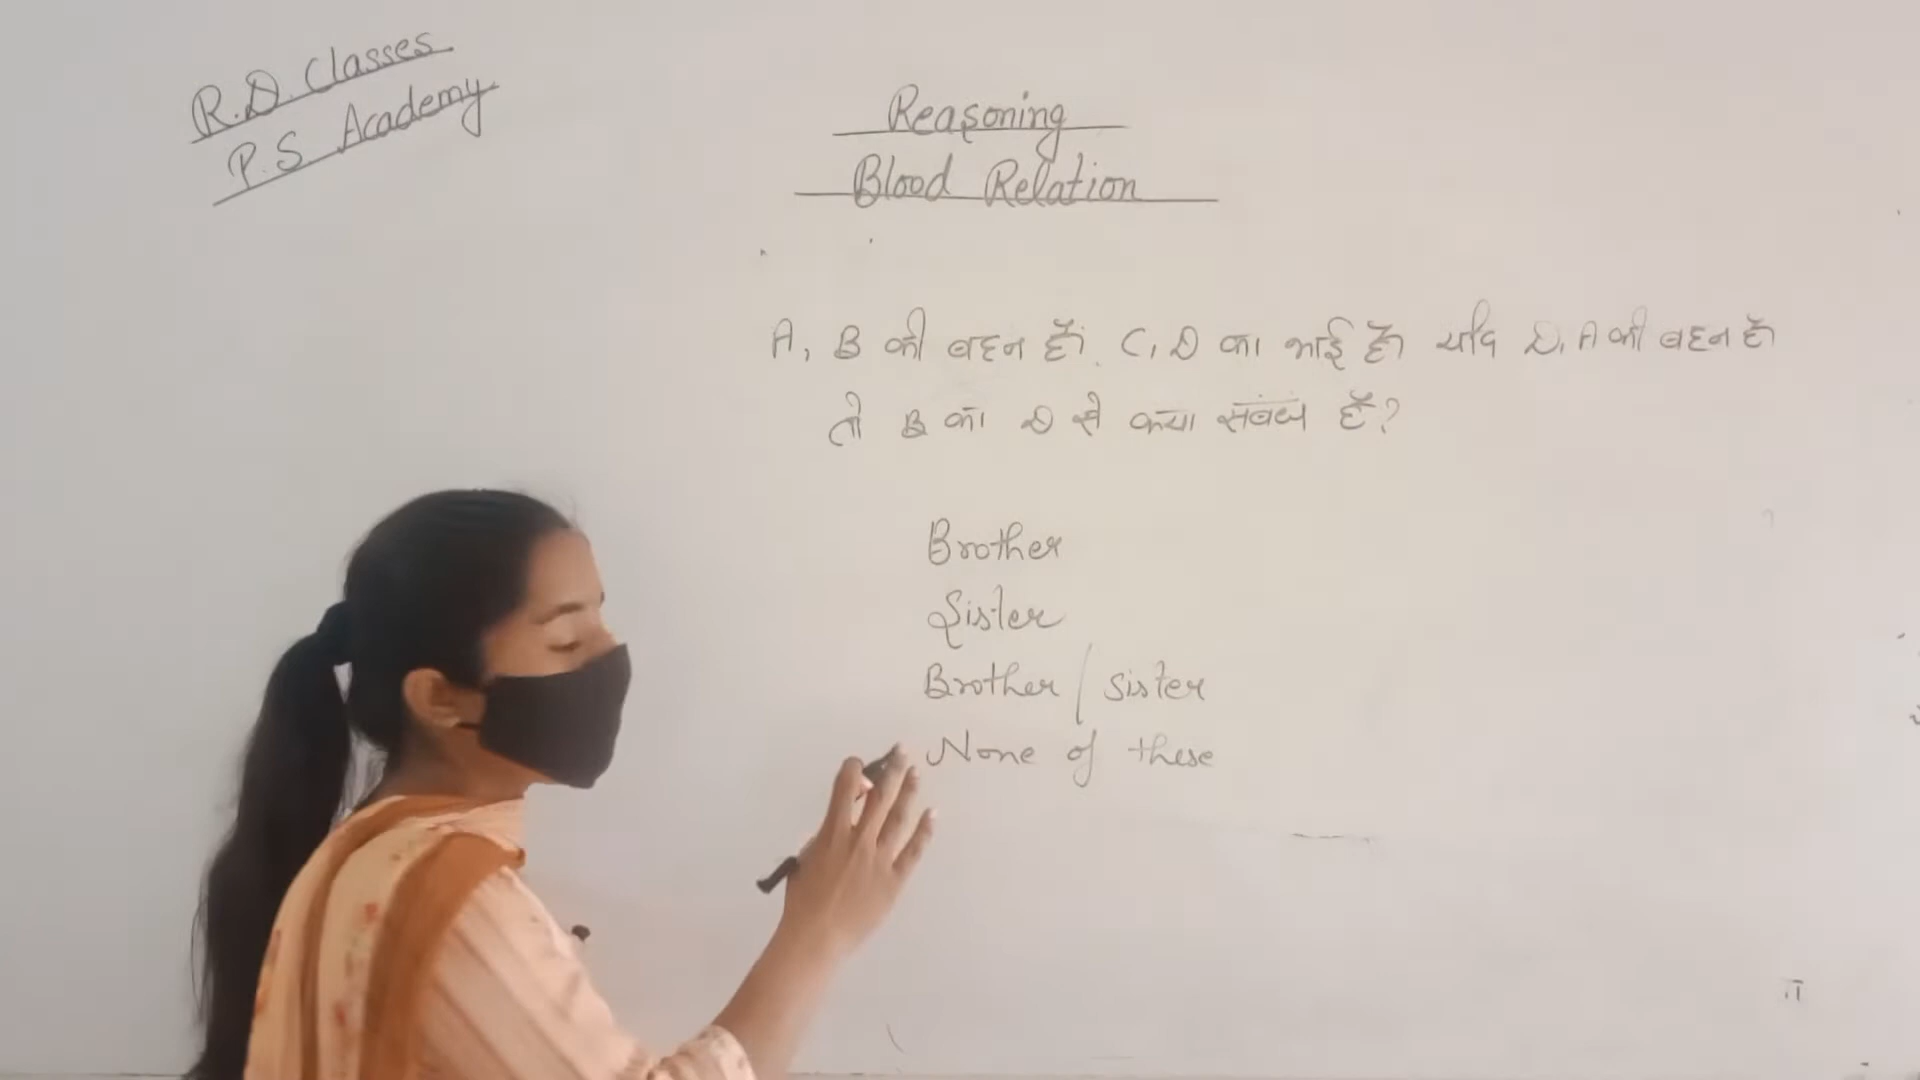 R.D. Classes
P.S Academy
Reasoning
Blood Relation
A, B की बहन हैं। C, D का भाई हैं। यदि D, A की बहन हैं
तो B का D से क्या संबंध हैं?
Brother
Sister
Brother / Sister
None of these